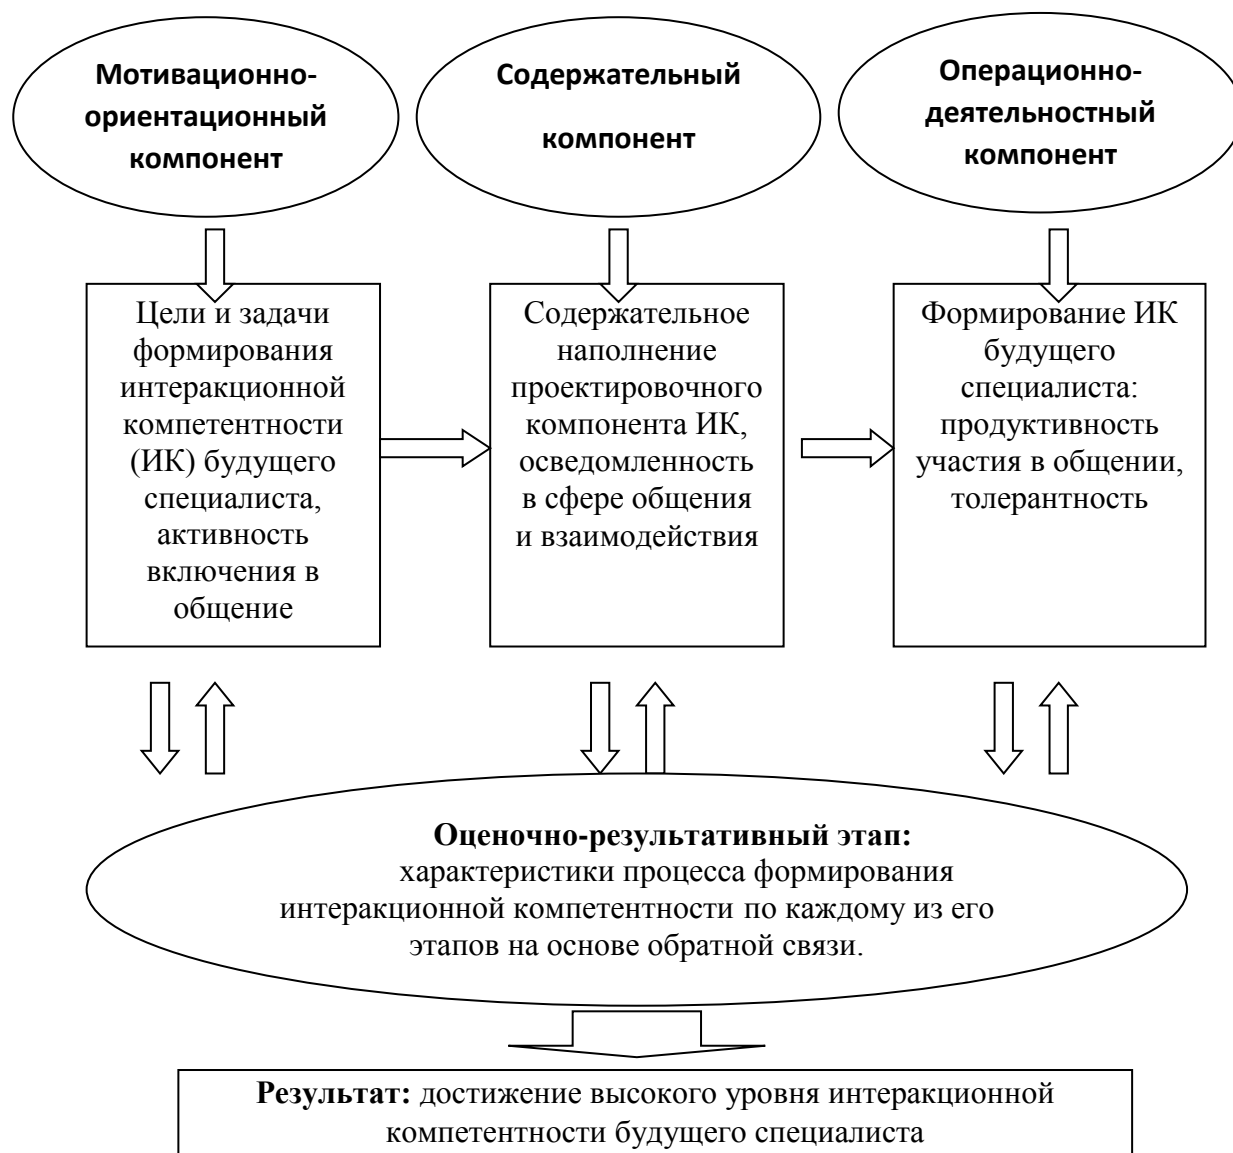 Мотивационно-
ориентационный
компонент
Содержательный
компонент
Операционно-
деятельностный
компонент
Цели и задачи
формирования
интеракционной
компетентности
(ИК) будущего
специалиста,
активность
включения в
общение
Содержательное
наполнение
проектировочного
компонента ИК,
осведомленность
в сфере общения
и взаимодействия
Формирование ИК
будущего
специалиста:
продуктивность
участия в общении,
толерантность
Оценочно-результативный этап:
характеристики процесса формирования
интеракционной компетентности по каждому из его
этапов на основе обратной связи.
Результат: достижение высокого уровня интеракционной
компетентности будущего специалиста